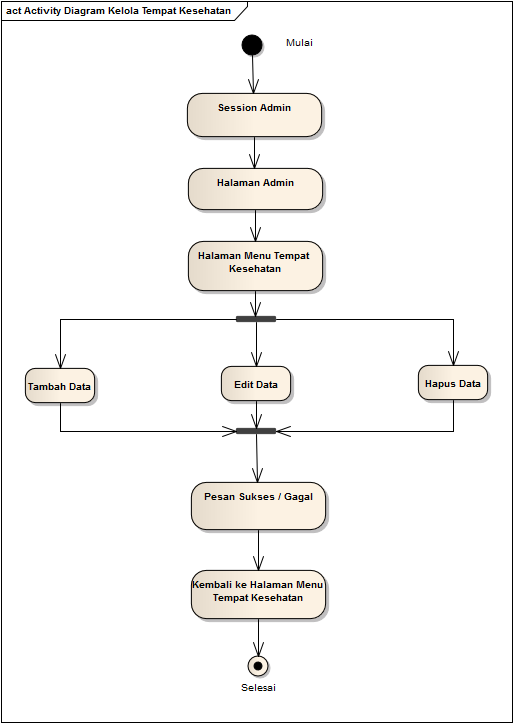 act Activity Diagram Kelola Tempat Kesehatan
Mulai
Session Admin
Halaman Admin
Halaman Menu Tempat
Kesehatan
Tambah Data
Edit Data
Hapus Data
Pesan Sukses / Gagal
Kembali ke Halaman Menu
Tempat Kesehatan
Selesai